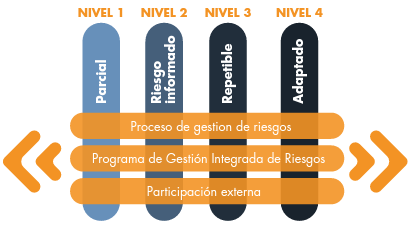 NIVEL 1
NIVEL 2
NIVEL 3
NIVEL 4
Parcial
Riesgo
informado
Repetible
Adaptado
Proceso de gestion de riesgos
Programa de Gestión Integrada de Riesgos
Participación externa